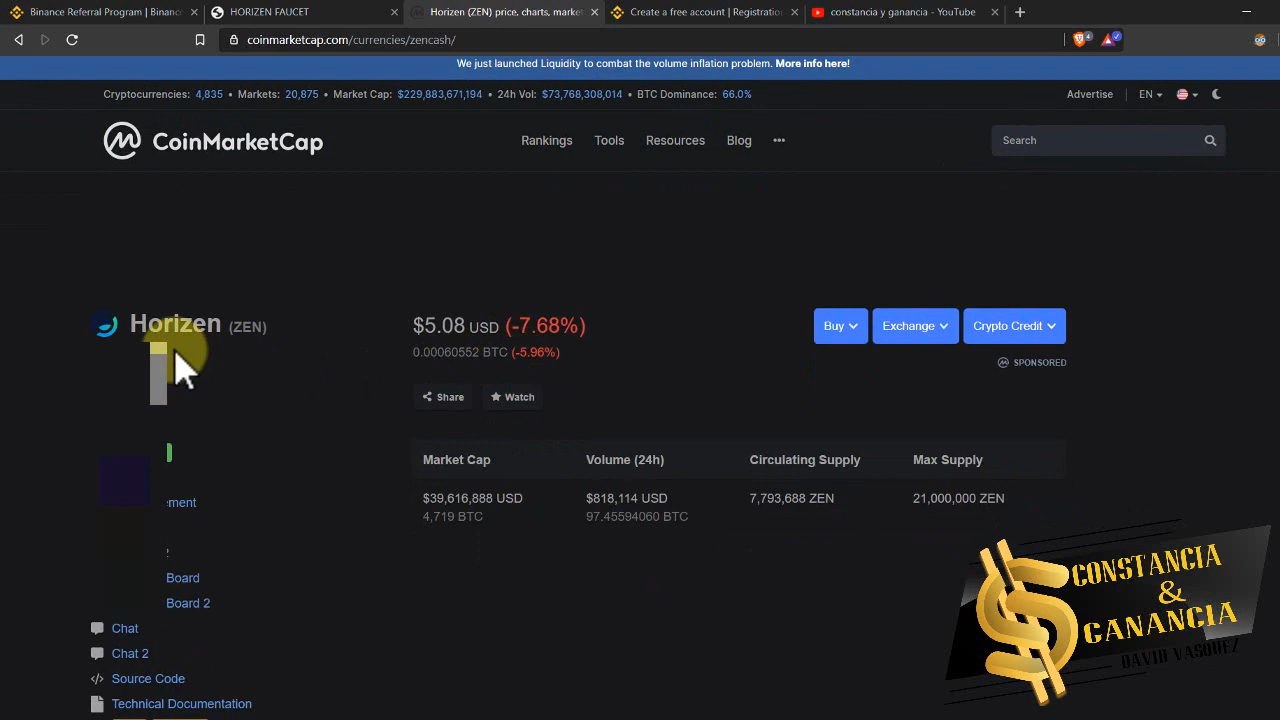 Binance Referral Program | Binanc
HORIZEN FAUCET
Horizen (ZEN) price, charts, market
Create a free account | Registration
constancia y ganancia - YouTube
coinmarketcap.com/currencies/zencash/
4
We just launched Liquidity to combat the volume inflation problem. More info here!
Cryptocurrencies: 4,835 • Markets: 20,875 • Market Cap: $229,883,671,194 • 24h Vol: $73,768,308,014 • BTC Dominance: 66.0%
Advertise
EN
CoinMarketCap
Rankings
Tools
Resources
Blog
Search
Horizen (ZEN)
$5.08 USD (-7.68%)
0.00060552 BTC (-5.96%)
Buy
Exchange
Crypto Credit
SPONSORED
Share
Watch
Market Cap
Volume (24h)
Circulating Supply
Max Supply
$39,616,888 USD
$818,114 USD
7,793,688 ZEN
21,000,000 ZEN
4,719 BTC
97.45594060 BTC
ement
2
Board
Board 2
Chat
Chat 2
Source Code
Technical Documentation
CONSTANCIA
&
GANANCIA
DAVID VASQUEZ